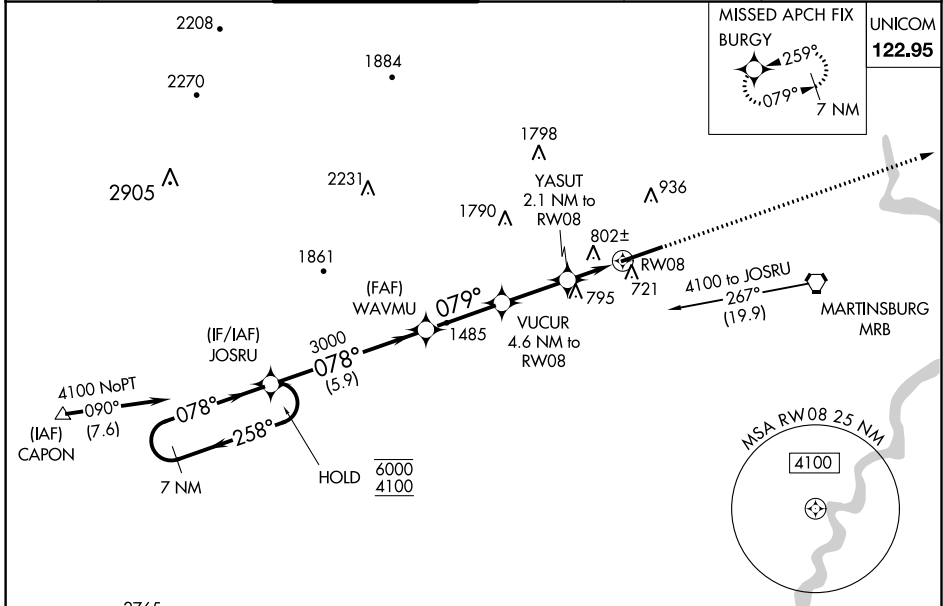 2208
2270
1884
MISSED APCH FIX
BURGY
259°
079°
7 NM
UNICOM
122.95
1798
2905
2231
YASUT
2.1 NM to
RW08
1790
936
802±
1861
RW08
(FAF)
WAVMU
079°
795
721
4100 to JOSRU
267°
(19.9)
MARTINSBURG
MRB
(IF/IAF)
JOSRU
3000
078°
(5.9)
1485
VUCUR
4.6 NM to
RW08
4100 NoPT
090°
(7.6)
(IAF)
CAPON
078°
258°
7 NM
HOLD
6000
4100
MSA RW08 25 NM
4100
2765